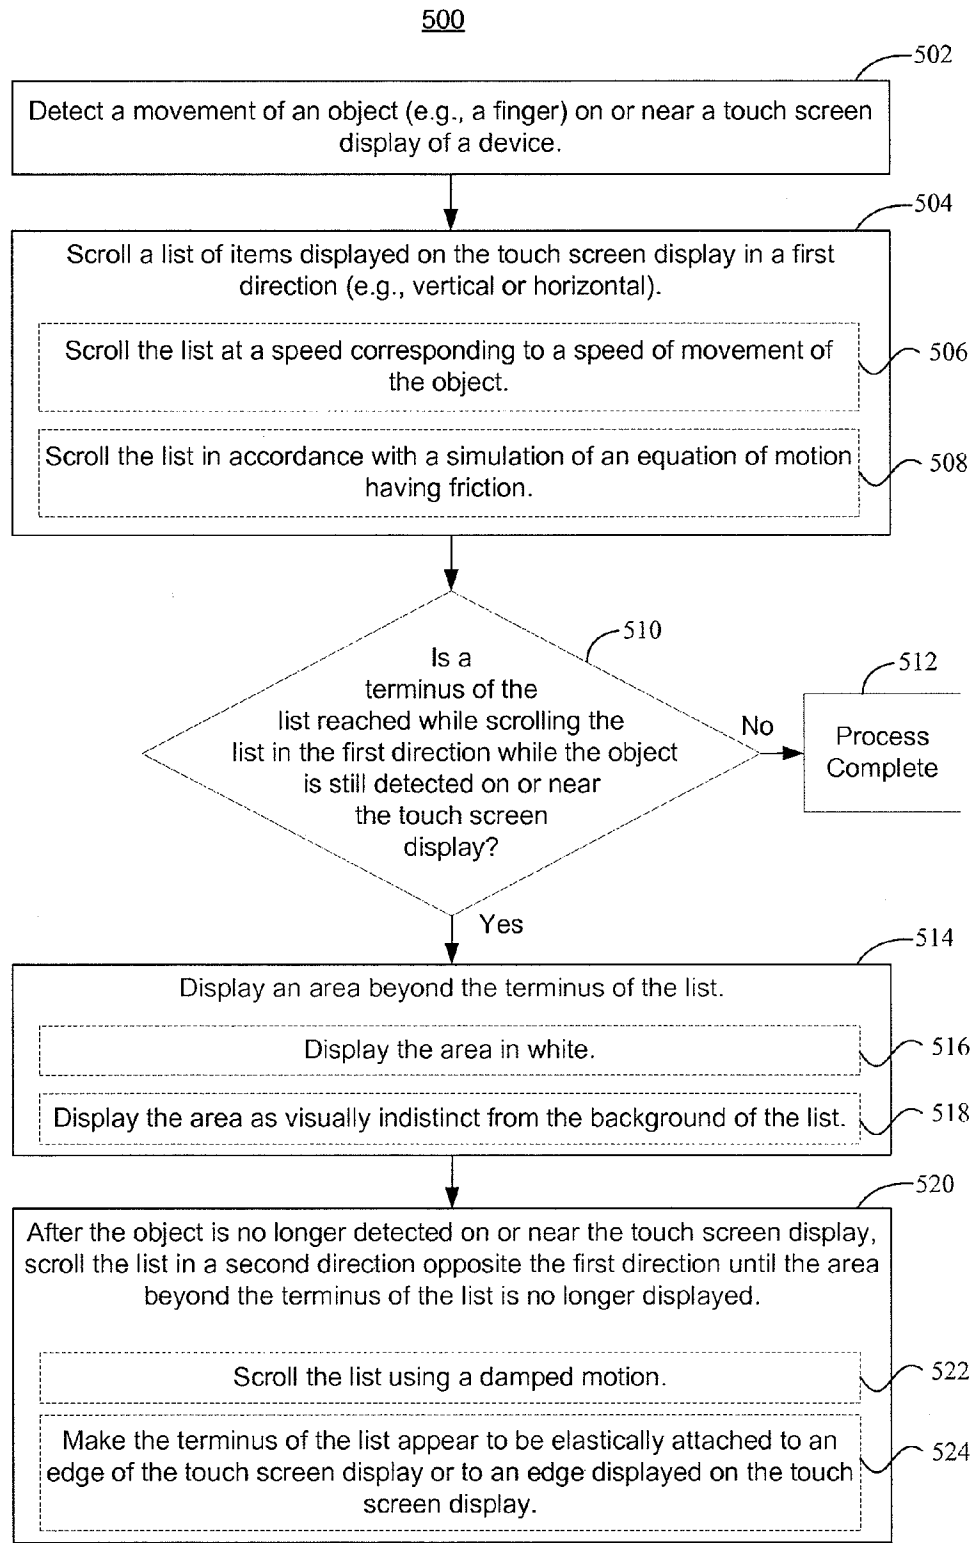 500
502
Detect a movement of an object (e.g., a finger) on or near a touch screen
display of a device.
504
Scroll a list of items displayed on the touch screen display in a first
direction (e.g., vertical or horizontal).
Scroll the list at a speed corresponding to a speed of movement of
the object.
506
Scroll the list in accordance with a simulation of an equation of motion
having friction.
508
510
Is a
terminus of the
list reached while scrolling the
list in the first direction while the object
is still detected on or near
the touch screen
display?
No
512
Process
Complete
Yes
514
Display an area beyond the terminus of the list.
Display the area in white.
516
Display the area as visually indistinct from the background of the list.
518
520
After the object is no longer detected on or near the touch screen display,
scroll the list in a second direction opposite the first direction until the area
beyond the terminus of the list is no longer displayed.
Scroll the list using a damped motion.
522
Make the terminus of the list appear to be elastically attached to an
edge of the touch screen display or to an edge displayed on the touch
screen display.
524